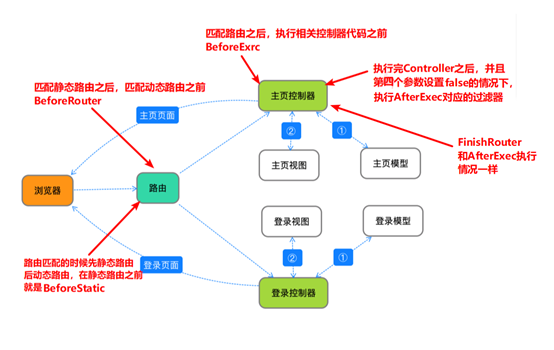 匹配路由之后，执行相关控制器代码之前
BeforeExrc
匹配静态路由之后，匹配动态路由之前
BeforeRouter
执行完Controller之后，并且
第四个参数设置false的情况下，
执行AfterExec对应的过滤器
主页页面
主页控制器
②
①
FinishRouter
和AfterExec执行
情况一样
主页视图
主页模型
浏览器
路由
登录视图
登录模型
路由匹配的时候先静态路由
后动态路由，在静态路由之前
就是BeforeStatic
登录页面
②
①
登录控制器